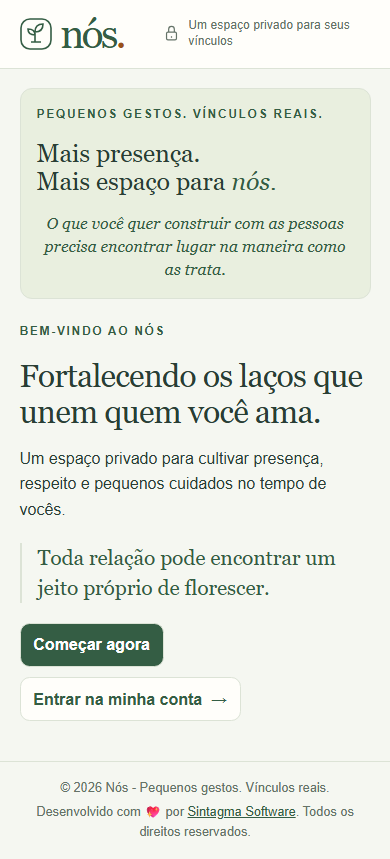 nós.
Um espaço privado para seus
vínculos
PEQUENOS GESTOS. VÍNCULOS REAIS.
Mais presença.
Mais espaço para nós.
O que você quer construir com as pessoas
precisa encontrar lugar na maneira como
as trata.
BEM-VINDO AO NÓS
Fortalecendo os laços que
unem quem você ama.
Um espaço privado para cultivar presença,
respeito e pequenos cuidados no tempo de
vocês.
Toda relação pode encontrar um
jeito próprio de florescer.
Começar agora
Entrar na minha conta →
© 2026 Nós - Pequenos gestos. Vínculos reais.
Desenvolvido com 💖 por Sintagma Software. Todos os
direitos reservados.